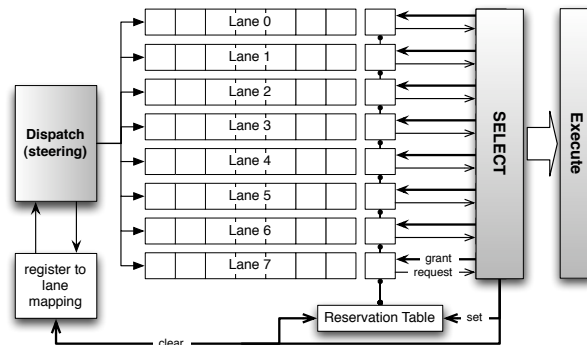 Lane 0
Lane 1
Lane 2
Lane 3
Lane 4
Lane 5
Lane 6
Lane 7
Dispatch
(steering)
SELECT
Execute
register to
lane
mapping
grant
request
Reservation Table
set
clear